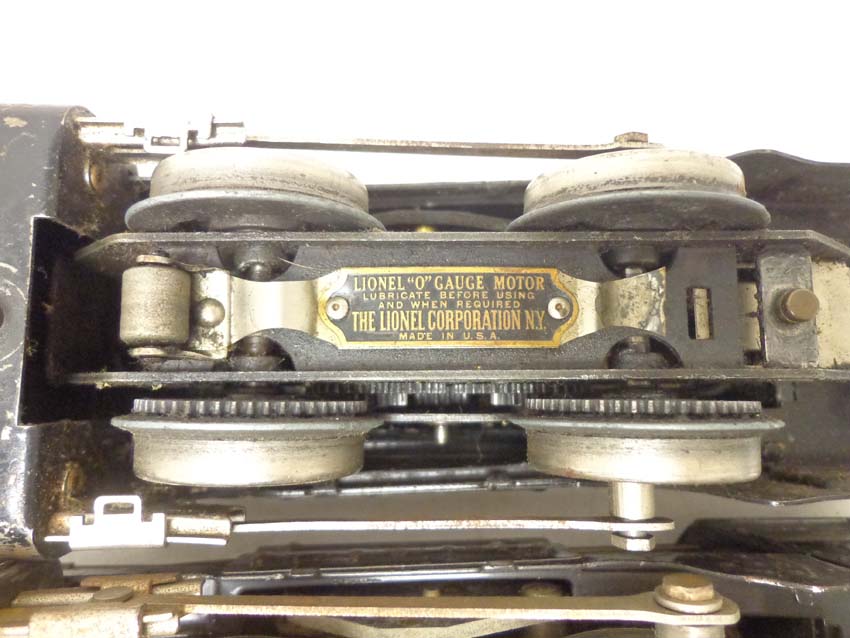 LIONEL "O" GAUGE MOTOR
LUBRICATE BEFORE USING
AND WHEN REQUIRED
THE LIONEL CORPORATION N.Y.
MADE IN U.S.A.